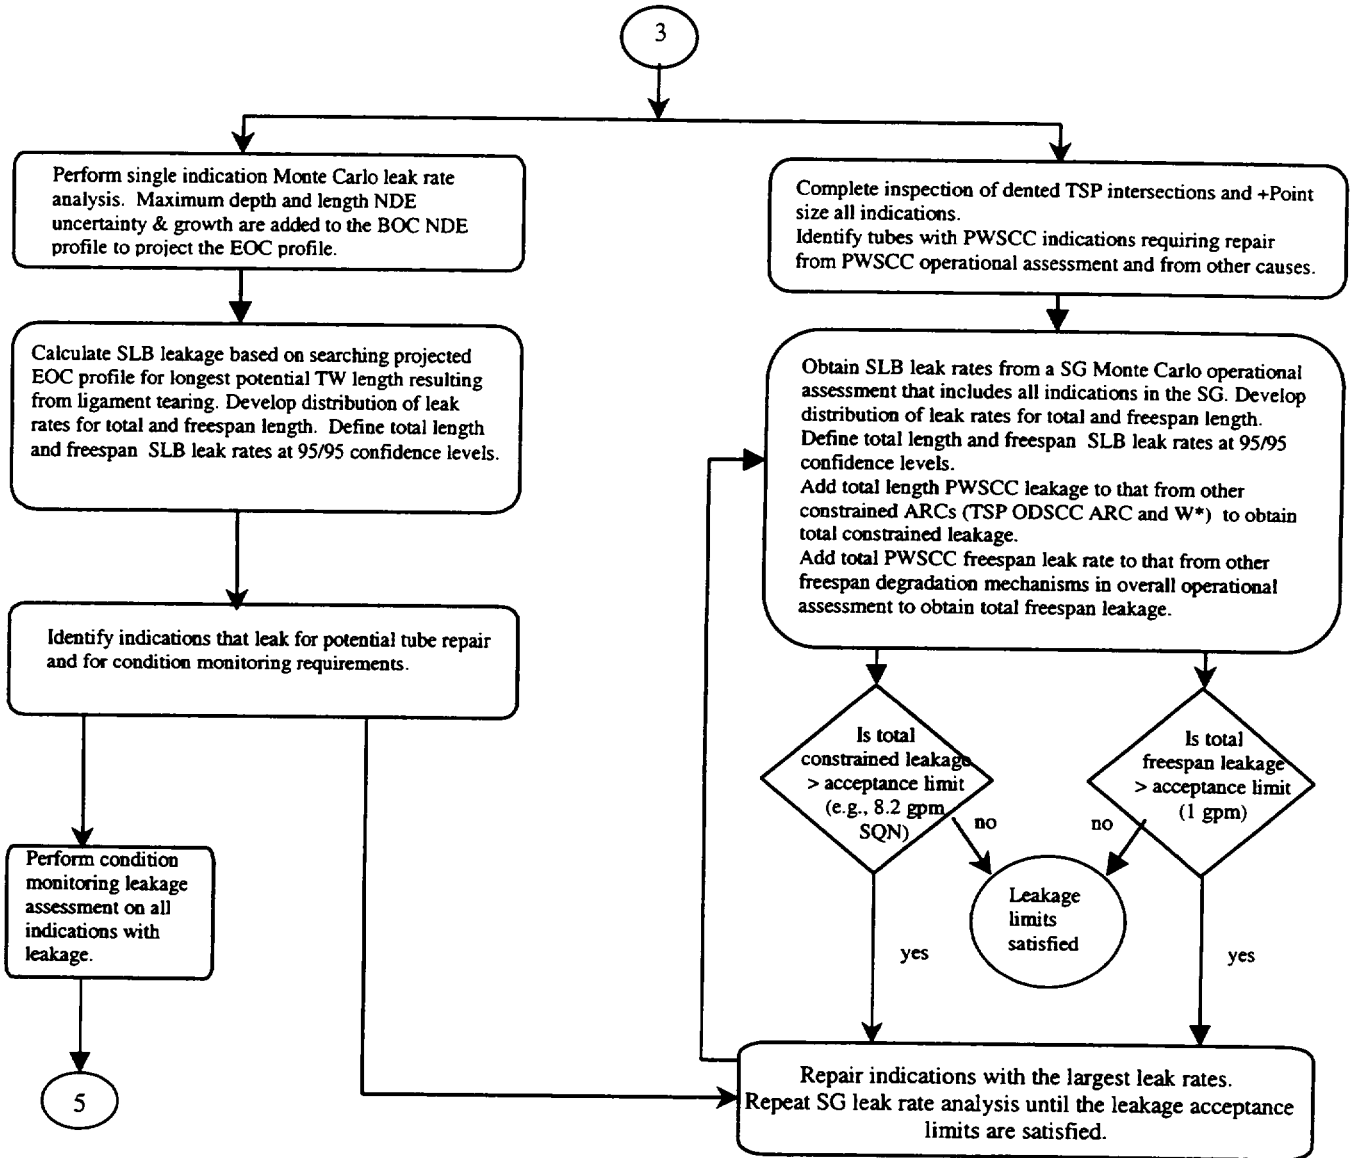 3
Perform single indication Monte Carlo leak rate
analysis. Maximum depth and length NDE
uncertainty & growth are added to the BOC NDE
profile to project the EOC profile.
Calculate SLB leakage based on searching projected
EOC profile for longest potential TW length resulting
from ligament tearing. Develop distribution of leak
rates for total and freespan length. Define total length
and freespan SLB leak rates at 95/95 confidence levels.
Identify indications that leak for potential tube repair
and for condition monitoring requirements.
Perform condition
monitoring leakage
assessment on all
indications with
leakage.
5
Complete inspection of dented TSP intersections and +Point
size all indications.
Identify tubes with PWSCC indications requiring repair
from PWSCC operational assessment and from other causes.
Obtain SLB leak rates from a SG Monte Carlo operational
assessment that includes all indications in the SG. Develop
distribution of leak rates for total and freespan length.
Define total length and freespan SLB leak rates at 95/95
confidence levels.
Add total length PWSCC leakage to that from other
constrained ARCs (TSP ODSCC ARC and W*) to obtain
total constrained leakage.
Add total PWSCC freespan leak rate to that from other
freespan degradation mechanisms in overall operational
assessment to obtain total freespan leakage.
Is total
constrained leakage
> acceptance limit
(e.g., 8.2 gpm
SQN)
no
yes
Is total
freespan leakage
> acceptance limit
(1 gpm)
no
yes
Leakage
limits
satisfied
Repair indications with the largest leak rates.
Repeat SG leak rate analysis until the leakage acceptance
limits are satisfied.